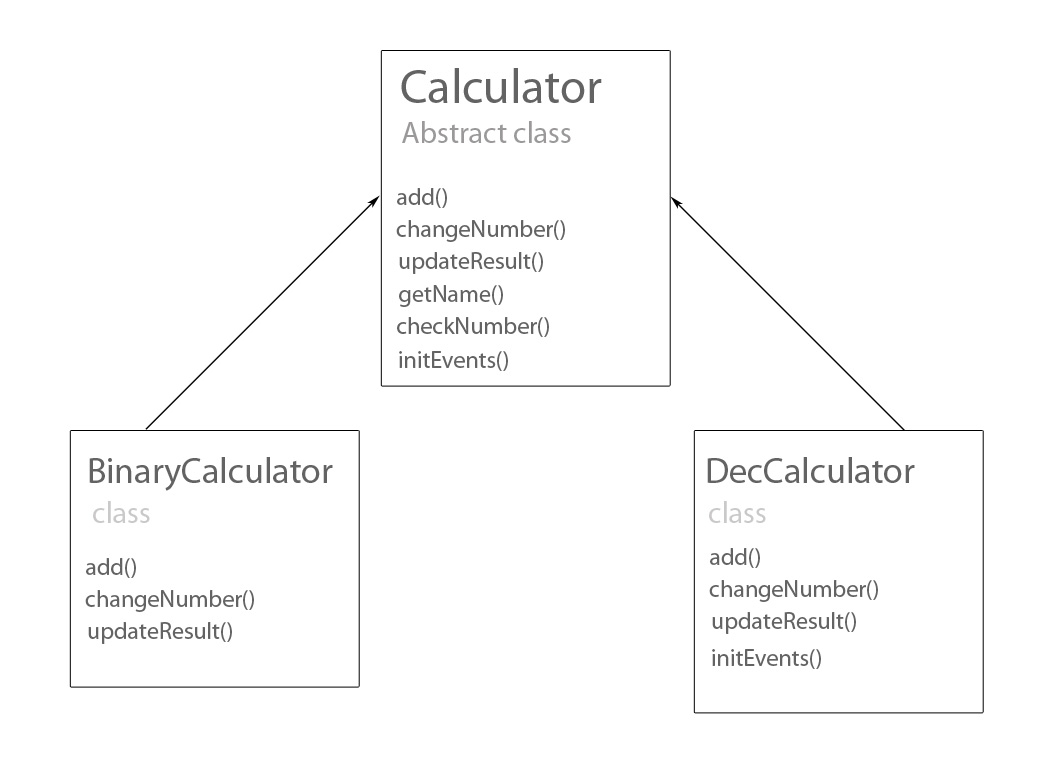 Calculator
Abstract class
add()
changeNumber()
updateResult()
getName()
checkNumber()
initEvents()
BinaryCalculator
class
add()
changeNumber()
updateResult()
DecCalculator
class
add()
changeNumber()
updateResult()
initEvents()